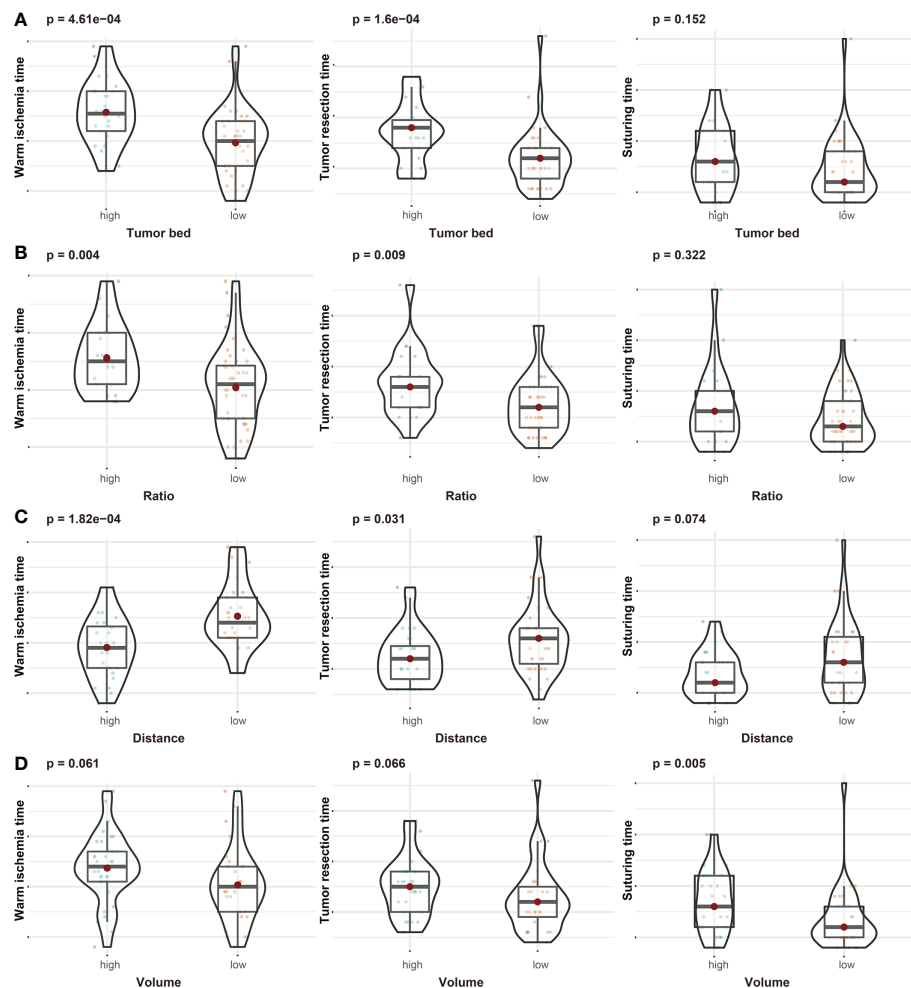 A
p = 4.61e−04
p = 1.6e−04
p = 0.152
Warm ischemia time
Tumor resection time
Suturing time
high
low
high
low
high
low
Tumor bed
Tumor bed
Tumor bed
B
p = 0.004
p = 0.009
p = 0.322
Warm ischemia time
Tumor resection time
Suturing time
high
low
high
low
high
low
Ratio
Ratio
Ratio
C
p = 1.82e−04
p = 0.031
p = 0.074
Warm ischemia time
Tumor resection time
Suturing time
high
low
high
low
high
low
Distance
Distance
Distance
D
p = 0.061
p = 0.066
p = 0.005
Warm ischemia time
Tumor resection time
Suturing time
high
low
high
low
high
low
Volume
Volume
Volume